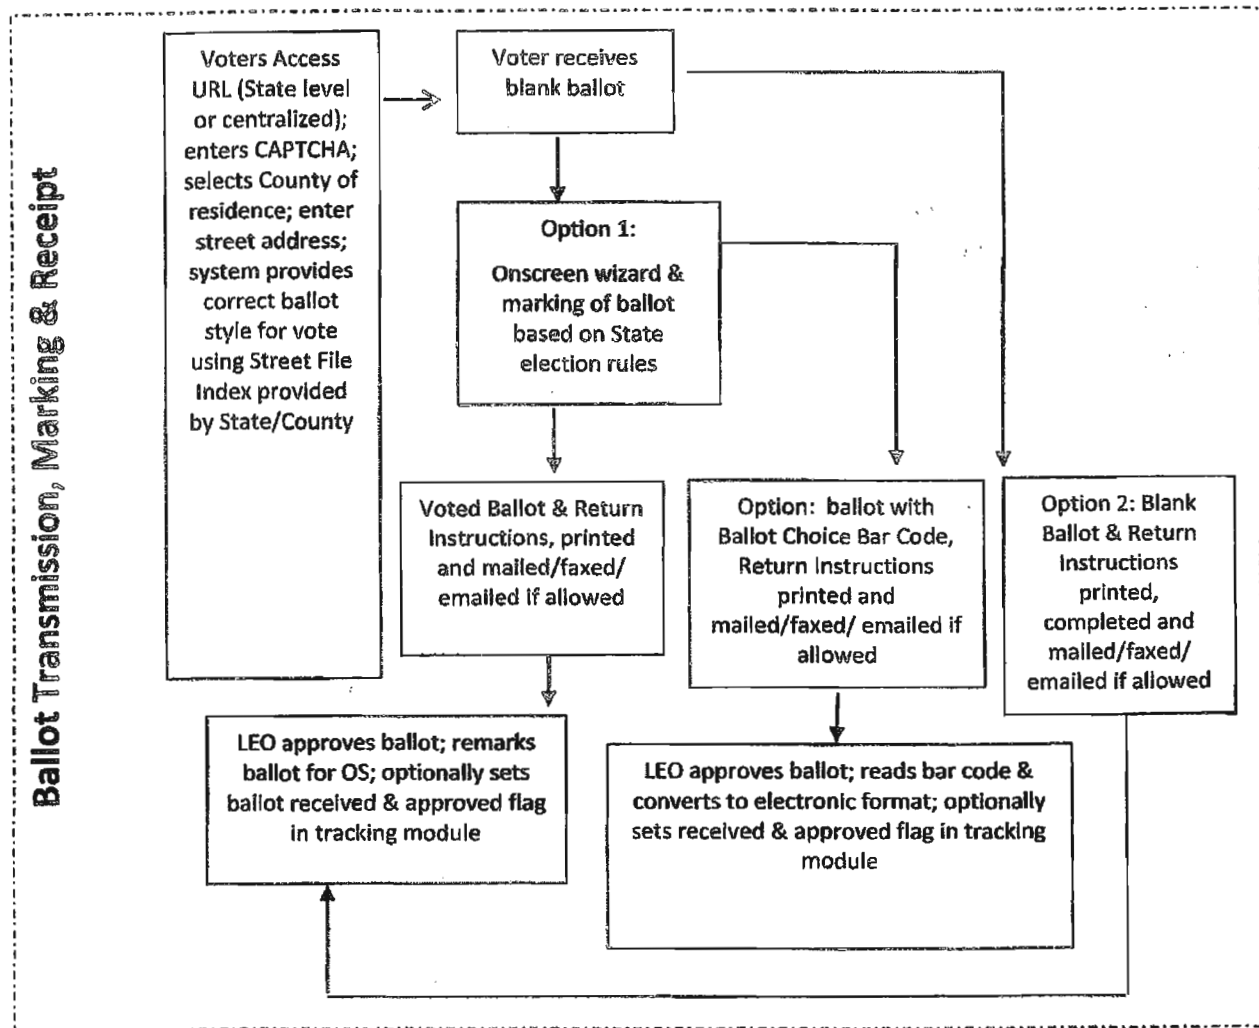 Ballot Transmission, Marking & Receipt
Voters Access
URL (State level
or centralized);
enters CAPTCHA;
selects County of
residence; enter
street address;
system provides
correct ballot
style for vote
using Street File
Index provided
by State/County
Voter receives
blank ballot
Option 1:
Onscreen wizard &
marking of ballot
based on State
election rules
Voted Ballot & Return
Instructions, printed
and mailed/faxed/
emailed if allowed
Option: ballot with
Ballot Choice Bar Code,
Return Instructions
printed and
mailed/faxed/ emailed if
allowed
Option 2: Blank
Ballot & Return
Instructions
printed,
completed and
mailed/faxed/
emailed if allowed
LEO approves ballot; remarks
ballot for OS; optionally sets
ballot received & approved flag
in tracking module
LEO approves ballot; reads bar code &
converts to electronic format; optionally
sets received & approved flag in tracking
module